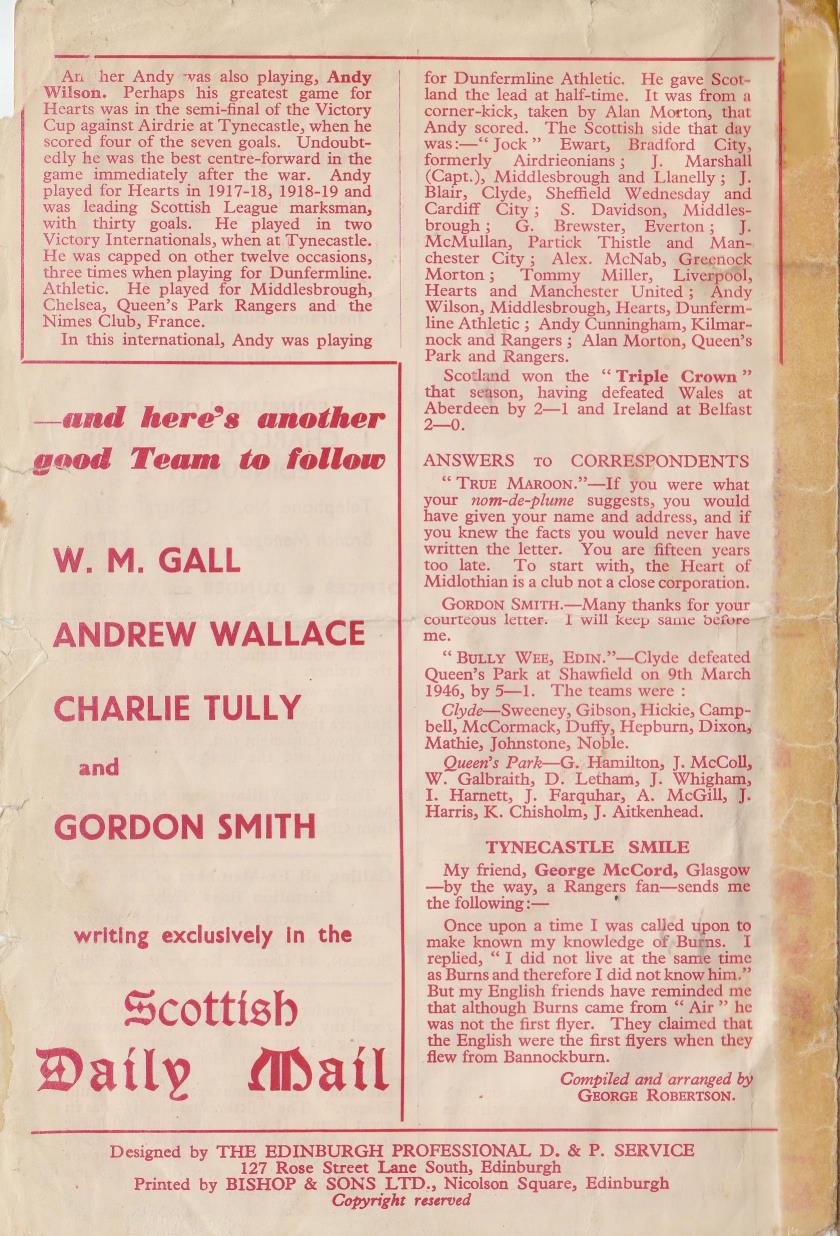 An her Andy was also playing, Andy
Wilson. Perhaps his greatest game for
Hearts was in the semi-final of the Victory
Cup against Airdrie at Tynecastle, when he
scored four of the seven goals. Undoubt-
edly he was the best centre-forward in the
game immediately after the war. Andy
played for Hearts in 1917-18, 1918-19 and
was leading Scottish League marksman,
with thirty goals. He played in two
Victory Internationals, when at Tynecastle.
He was capped on other twelve occasions,
three times when playing for Dunfermline.
Athletic. He played for Middlesbrough,
Chelsea, Queen's Park Rangers and the
Nimes Club, France.
In this international, Andy was playing
for Dunfermline Athletic. He gave Scot-
land the lead at half-time. It was from a
corner-kick, taken by Alan Morton, that
Andy scored. The Scottish side that day
was:—"Jock" Ewart, Bradford City,
formerly Airdrieonians; J. Marshall
(Capt.), Middlesbrough and Llanelly; J.
Blair, Clyde, Sheffield Wednesday and
Cardiff City; S. Davidson, Middles-
brough; G. Brewster, Everton; J.
McMullan, Partick Thistle and Man-
chester City; Alex. McNab, Greenock
Morton; Tommy Miller, Liverpool,
Hearts and Manchester United; Andy
Wilson, Middlesbrough, Hearts, Dunferm-
line Athletic; Andy Cunningham, Kilmar-
nock and Rangers; Alan Morton, Queen's
Park and Rangers.
Scotland won the "Triple Crown"
that season, having defeated Wales at
Aberdeen by 2—1 and Ireland at Belfast
2—0.
—and here's another
good Team to follow
W. M. GALL
ANDREW WALLACE
CHARLIE TULLY
and
GORDON SMITH
writing exclusively in the
Scottish
Daily Mail
ANSWERS TO CORRESPONDENTS
"TRUE MAROON."—If you were what
your nom-de-plume suggests, you would
have given your name and address, and if
you knew the facts you would never have
written the letter. You are fifteen years
too late. To start with, the Heart of
Midlothian is a club not a close corporation.
GORDON SMITH.—Many thanks for your
courteous letter. I will keep same before
me.
"BULLY WEE, EDIN."—Clyde defeated
Queen's Park at Shawfield on 9th March
1946, by 5—1. The teams were:
Clyde—Sweeney, Gibson, Hickie, Camp-
bell, McCormack, Duffy, Hepburn, Dixon,
Mathie, Johnstone, Noble.
Queen's Park—G. Hamilton, J. McColl,
W. Galbraith, D. Letham, J. Whigham,
I. Harnett, J. Farquhar, A. McGill, J.
Harris, K. Chisholm, J. Aitkenhead.
TYNECASTLE SMILE
My friend, George McCord, Glasgow
—by the way, a Rangers fan—sends me
the following:—
Once upon a time I was called upon to
make known my knowledge of Burns. I
replied, "I did not live at the same time
as Burns and therefore I did not know him."
But my English friends have reminded me
that although Burns came from "Air" he
was not the first flyer. They claimed that
the English were the first flyers when they
flew from Bannockburn.
Compiled and arranged by
GEORGE ROBERTSON.
Designed by THE EDINBURGH PROFESSIONAL D. & P. SERVICE
127 Rose Street Lane South, Edinburgh
Printed by BISHOP & SONS LTD., Nicolson Square, Edinburgh
Copyright reserved